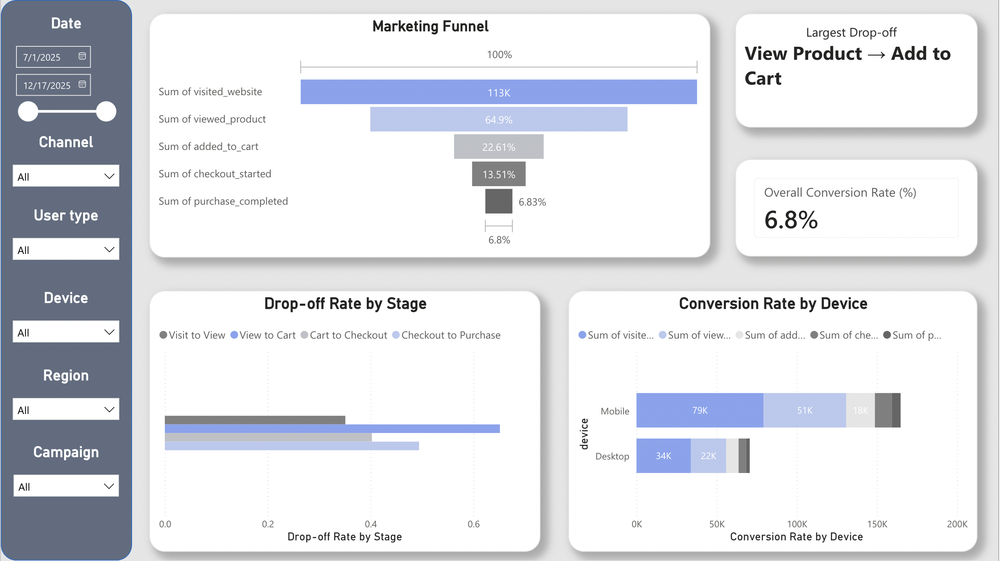 Date
7/1/2025
12/17/2025
Channel
All
User type
All
Device
All
Region
All
Campaign
All
Marketing Funnel
100%
Sum of visited_website
113K
Sum of viewed_product
64.9%
Sum of added_to_cart
22.61%
Sum of checkout_started
13.51%
Sum of purchase_completed
6.83%
6.8%
Largest Drop-off
View Product → Add to
Cart
Overall Conversion Rate (%)
6.8%
Drop-off Rate by Stage
Visit to View View to Cart Cart to Checkout Checkout to Purchase
0.0 0.2 0.4 0.6
Drop-off Rate by Stage
Conversion Rate by Device
Sum of visite... Sum of view... Sum of add... Sum of che... Sum of p...
device
Mobile 79K 51K 18K
Desktop 34K 22K
0K 50K 100K 150K 200K
Conversion Rate by Device